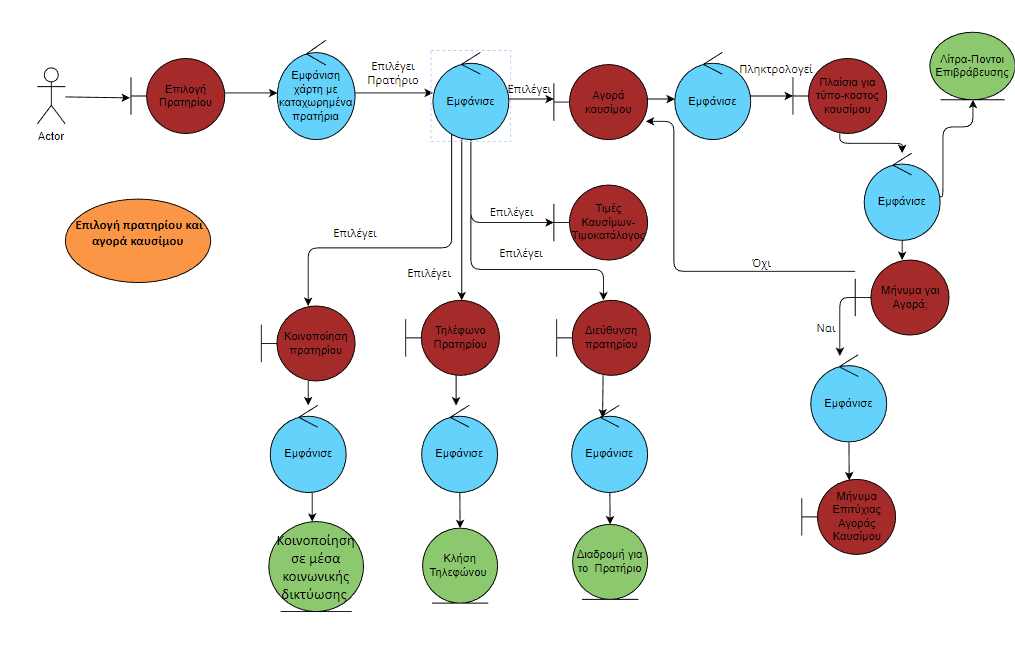 Actor
Επιλογή
Πρατηρίου
Εμφάνιση
χάρτη με
καταχωρημένα
πρατήρια
Επιλέγει
Πρατήριο
Εμφάνισε
Επιλέγει
Αγορά
καυσίμου
Εμφάνισε
Πληκτρολογεί
Πλαίσια για
τύπο-κοστος
καυσίμου
Λίτρα-Ποντοι
Επιβράβευσης
Εμφάνισε
Επιλογή πρατηρίου και
αγορά καυσίμου
Επιλέγει
Επιλέγει
Τιμές
Καυσίμων-
Τιμοκατάλογος
Επιλέγει
Επιλέγει
Όχι
Μήνυμα γαι
Αγορά;
Ναι
Κοινοποίηση
πρατηρίου
Τηλέφωνο
Πρατηρίου
Διεύθυνση
πρατηρίου
Εμφάνισε
Εμφάνισε
Εμφάνισε
Εμφάνισε
Μήνυμα
Επιτύχιας
Αγοράς
Καυσίμου
Κοινοποίηση
σε μέσα
κοινωνικής
δικτύωσης
Κλήση
Τηλεφώνου
Διαδρομή για
το Πρατήριο